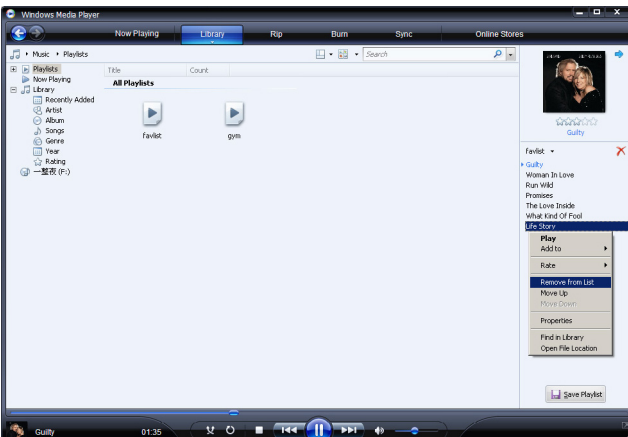 Windows Media Player
Now Playing
Library
Rip
Burn
Sync
Online Stores
Music
Playlists
Search
Playlists
Now Playing
Library
Recently Added
Artist
Album
Songs
Genre
Year
Rating
一整夜 (F:)
Title
Count
All Playlists
favlist
gym
Guilty
favlist
Guilty
Woman In Love
Run Wild
Promises
The Love Inside
What Kind Of Fool
Life Story
Play
Add to
Rate
Remove from List
Move Up
Move Down
Properties
Find in Library
Open File Location
Save Playlist
Guilty
01:35